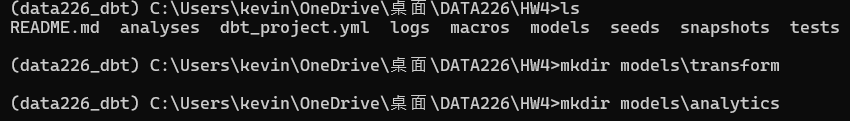 (data226_dbt) C:\Users\kevin\OneDrive\桌面\DATA226\HW4>ls
README.md  analyses  dbt_project.yml  logs  macros  models  seeds  snapshots  tests
(data226_dbt) C:\Users\kevin\OneDrive\桌面\DATA226\HW4>mkdir models\transform
(data226_dbt) C:\Users\kevin\OneDrive\桌面\DATA226\HW4>mkdir models\analytics